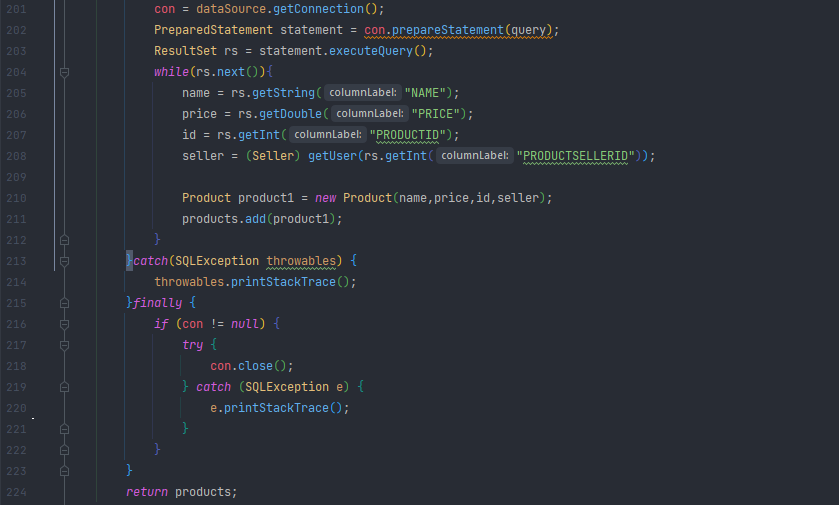 201 con = dataSource.getConnection();
202 PreparedStatement statement = con.prepareStatement(query);
203 ResultSet rs = statement.executeQuery();
204 while(rs.next()){
205 name = rs.getString( columnLabel: "NAME");
206 price = rs.getDouble( columnLabel: "PRICE");
207 id = rs.getInt( columnLabel: "PRODUCTID");
208 seller = (Seller) getUser(rs.getInt( columnLabel: "PRODUCTSELLERID"));
209
210 Product product1 = new Product(name,price,id,seller);
211 products.add(product1);
212 }
213 }catch(SQLException throwables) {
214 throwables.printStackTrace();
215 }finally {
216 if (con != null) {
217 try {
218 con.close();
219 } catch (SQLException e) {
220 e.printStackTrace();
221 }
222 }
223 }
224 return products;